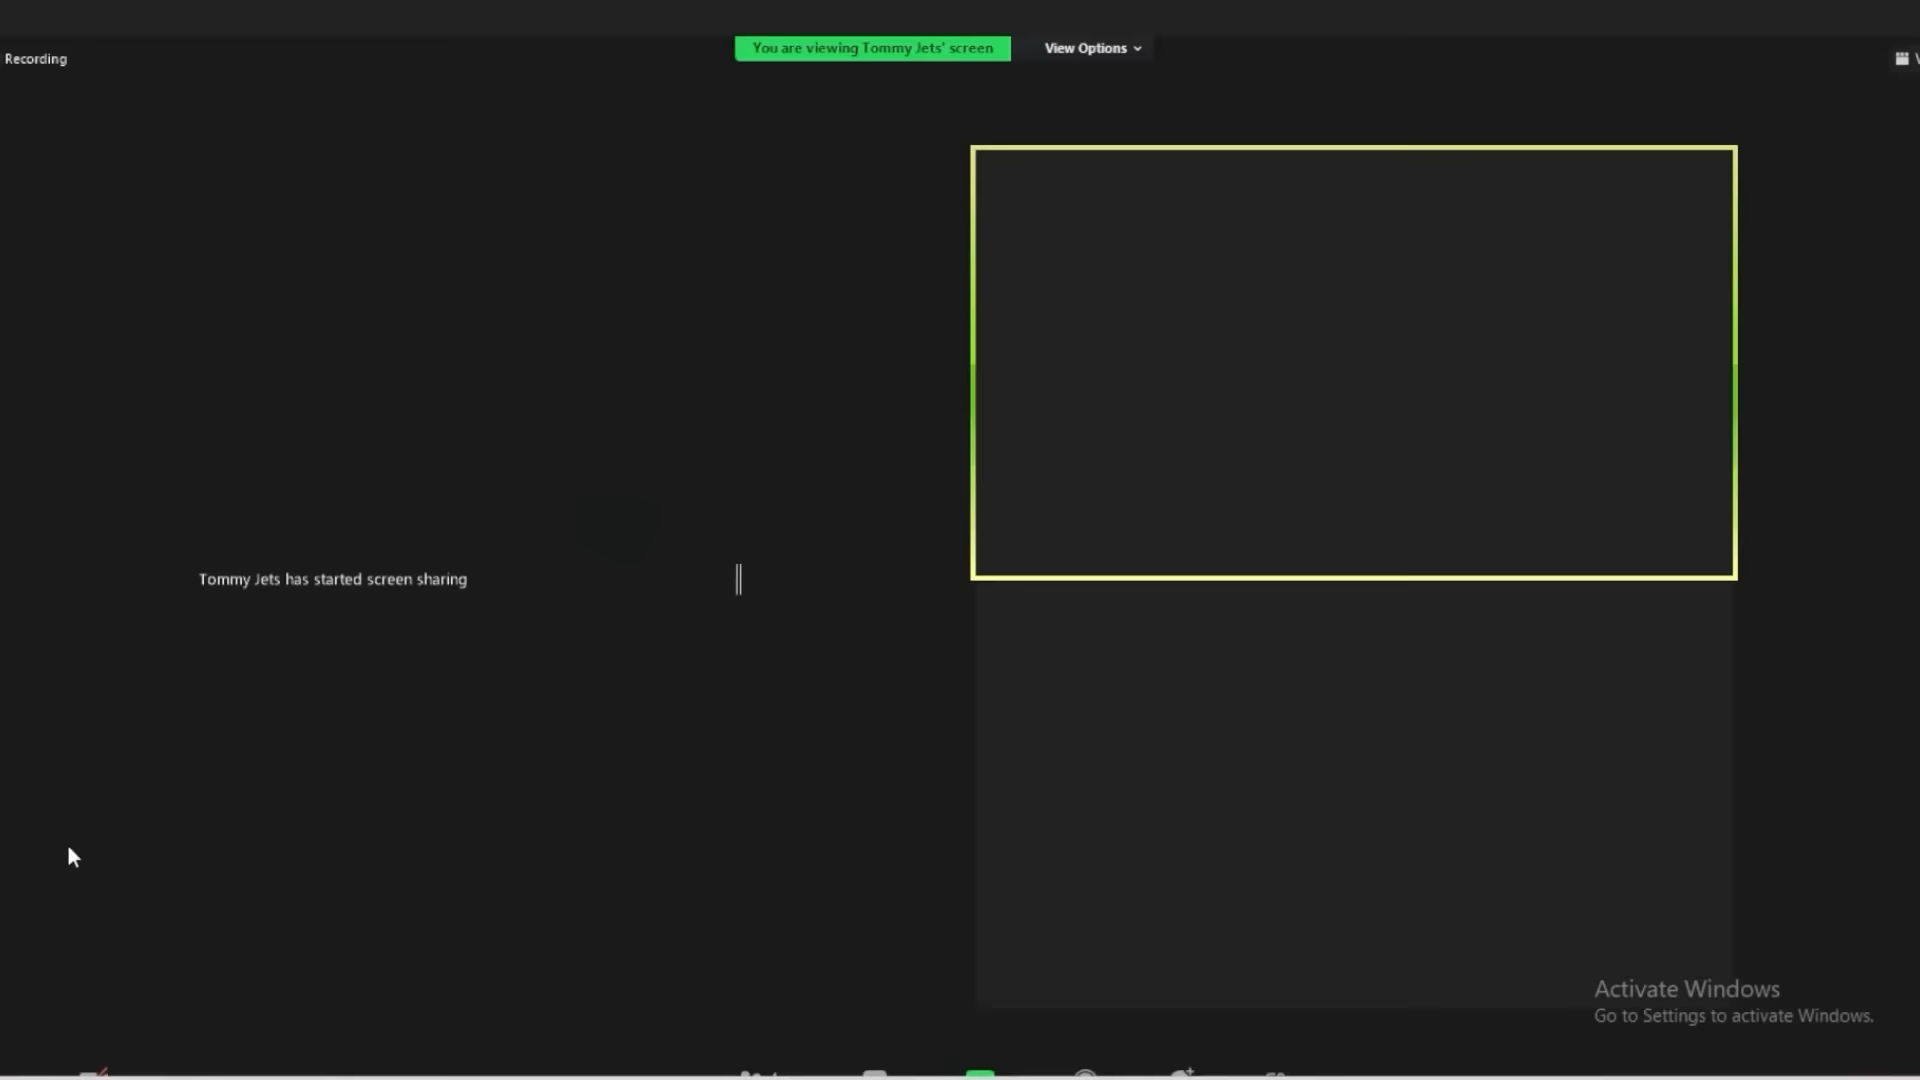 You are viewing Tommy Jets' screen
View Options
Recording
Tommy Jets has started screen sharing
Activate Windows
Go to Settings to activate Windows.